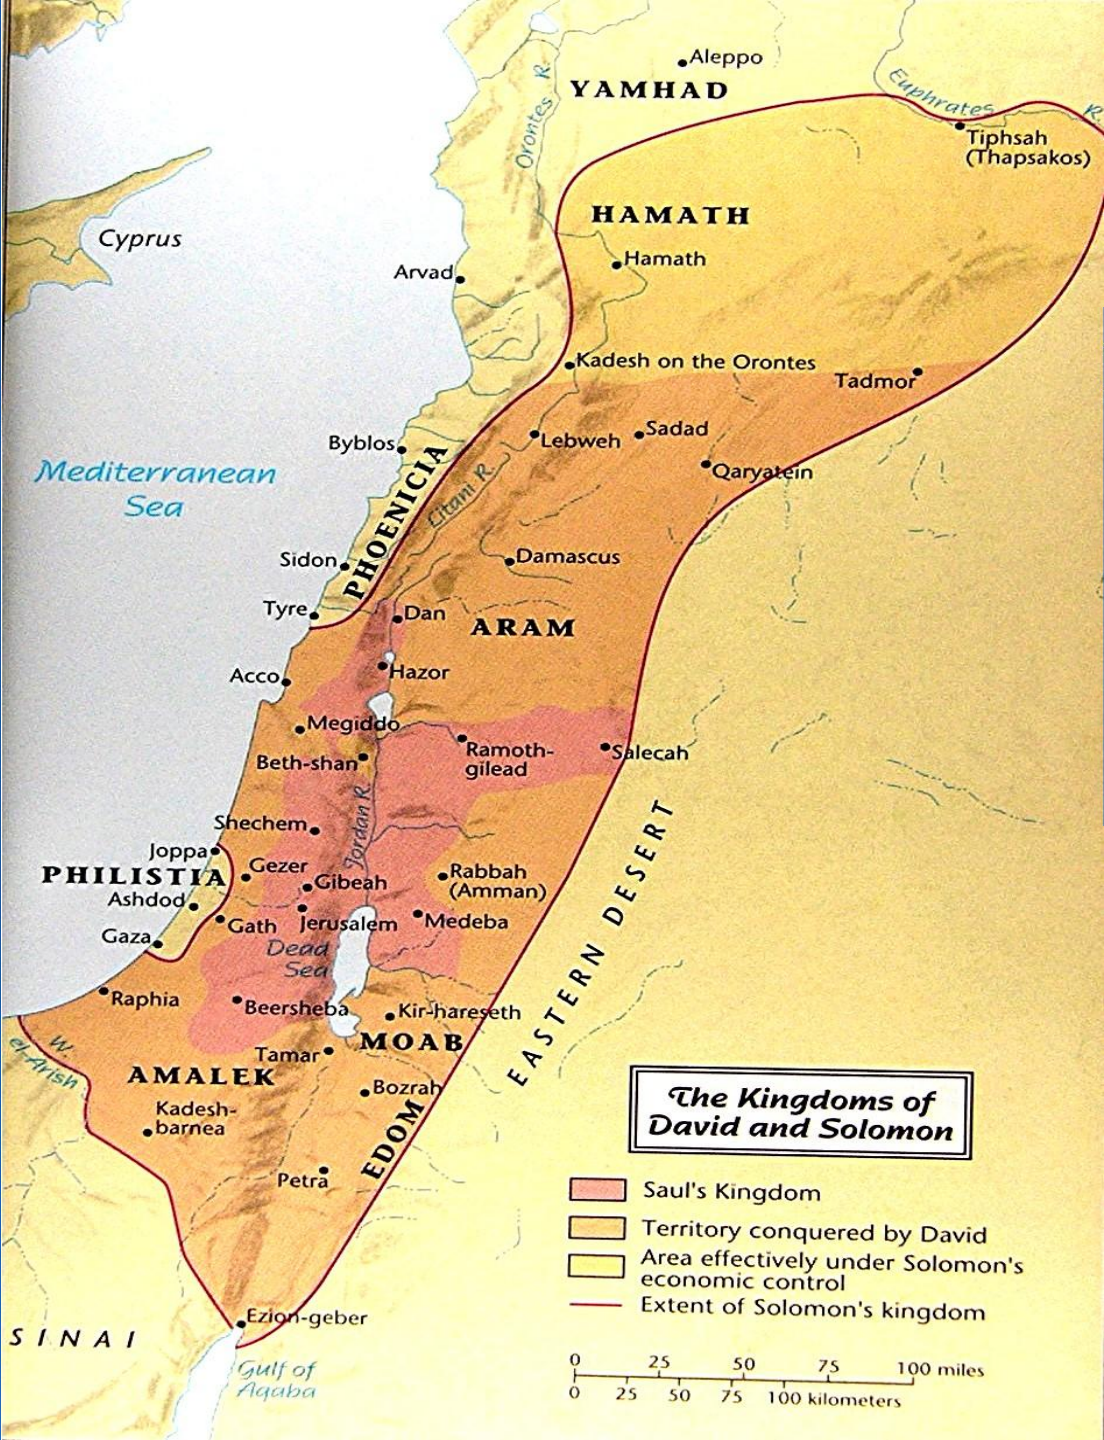 Aleppo
YAMHAD
Orontes R.
Euphrates R.
Tiphsah
(Thapsakos)
HAMATH
Cyprus
Hamath
Arvad
Kadesh on the Orontes
Tadmor
Byblos
Lebweh
Sadad
Qaryatein
Mediterranean
Sea
PHOENICIA
Litani R.
Sidon
Damascus
Tyre
Dan
ARAM
Acco
Hazor
Megiddo
Ramoth-
gilead
Salecah
Beth-shan
Jordan R.
Shechem
Joppa
PHILISTIA
Gezer
Gibeah
Rabbah
(Amman)
Ashdod
Gath
Jerusalem
Medeba
Gaza
Dead
Sea
EASTERN DESERT
Raphia
Beersheba
Kir-hareseth
W.
el-Arish
MOAB
Tamar
AMALEK
Bozrah
Kadesh-
barnea
EDOM
Petra
The Kingdoms of
David and Solomon
Saul's Kingdom
Territory conquered by David
Area effectively under Solomon's
economic control
Extent of Solomon's kingdom
Ezion-geber
SINAI
Gulf of
Aqaba
0 25 50 75 100 miles
0 25 50 75 100 kilometers